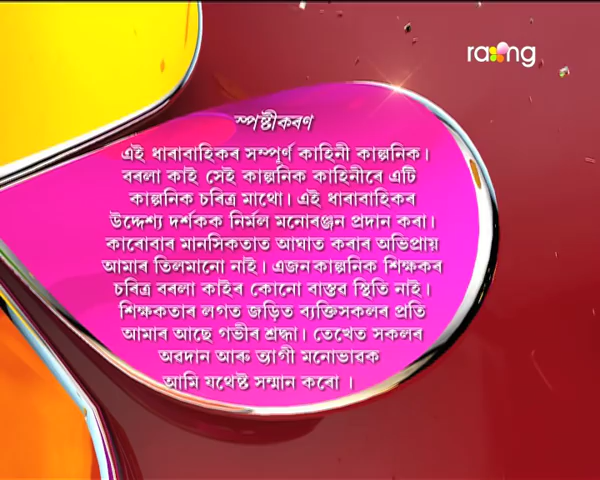 rang
স্পষ্টীকৰণ
এই ধাৰাবাহিকৰ সম্পূৰ্ণ কাহিনী কাল্পনিক।
বৰলা কাই সেই কাল্পনিক কাহিনীৰে এটি
কাল্পনিক চৰিত্ৰ মাথো। এই ধাৰাবাহিকৰ
উদ্দেশ্য দৰ্শকক নিৰ্মল মনোৰঞ্জন প্ৰদান কৰা।
কাৰোবাৰ মানসিকতাত আঘাত কৰাৰ অভিপ্ৰায়
আমাৰ তিলমানো নাই। এজন কাল্পনিক শিক্ষকৰ
চৰিত্ৰ বৰলা কাইৰ কোনো বাস্তৱ স্থিতি নাই।
শিক্ষকতাৰ লগত জড়িত ব্যক্তিসকলৰ প্ৰতি
আমাৰ আছে গভীৰ শ্ৰদ্ধা। তেখেত সকলৰ
অৱদান আৰু ত্যাগী মনোভাৱক
আমি যথেষ্ট সন্মান কৰো ।